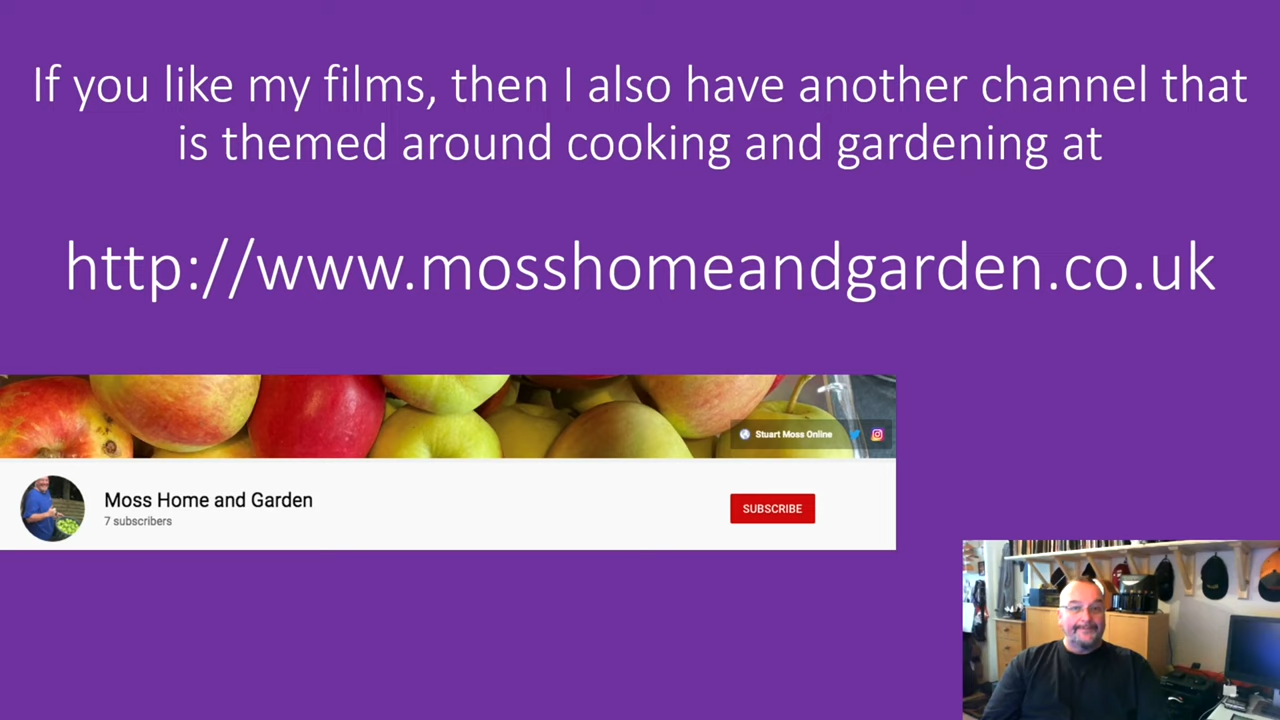 If you like my films, then I also have another channel that
is themed around cooking and gardening at
http://www.mosshomeandgarden.co.uk
Stuart Moss Online
Moss Home and Garden
7 subscribers
SUBSCRIBE